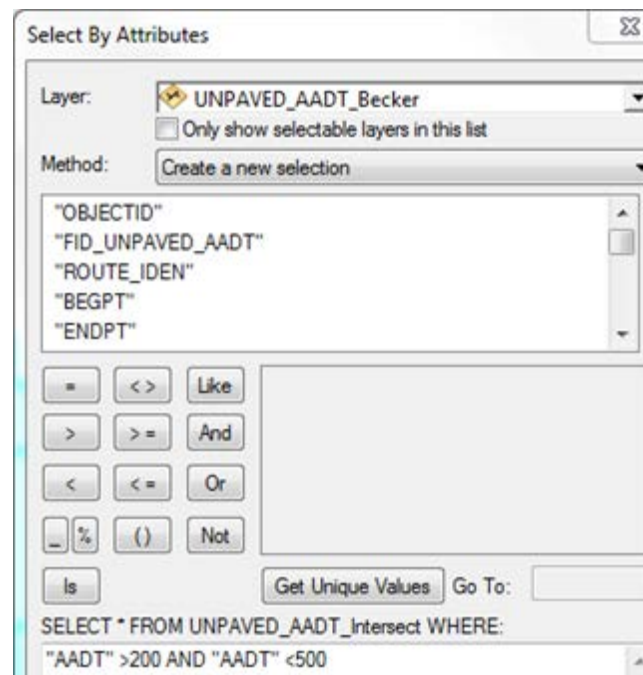 Select By Attributes
Layer: UNPAVED_AADT_Becker
Only show selectable layers in this list
Method: Create a new selection
"OBJECTID"
"FID_UNPAVED_AADT"
"ROUTE_IDEN"
"BEGPT"
"ENDPT"
= < > Like
> > = And
< < = Or
_ % () Not
Is Get Unique Values Go To:
SELECT * FROM UNPAVED_AADT_Intersect WHERE:
"AADT" >200 AND "AADT" <500